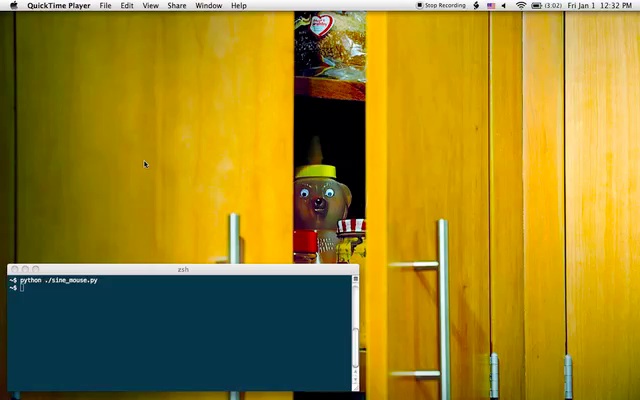 QuickTime Player File Edit View Share Window Help Stop Recording (3:02) Fri Jan 1 12:32 PM
zsh
~$ python ./sine_mouse.py
~$